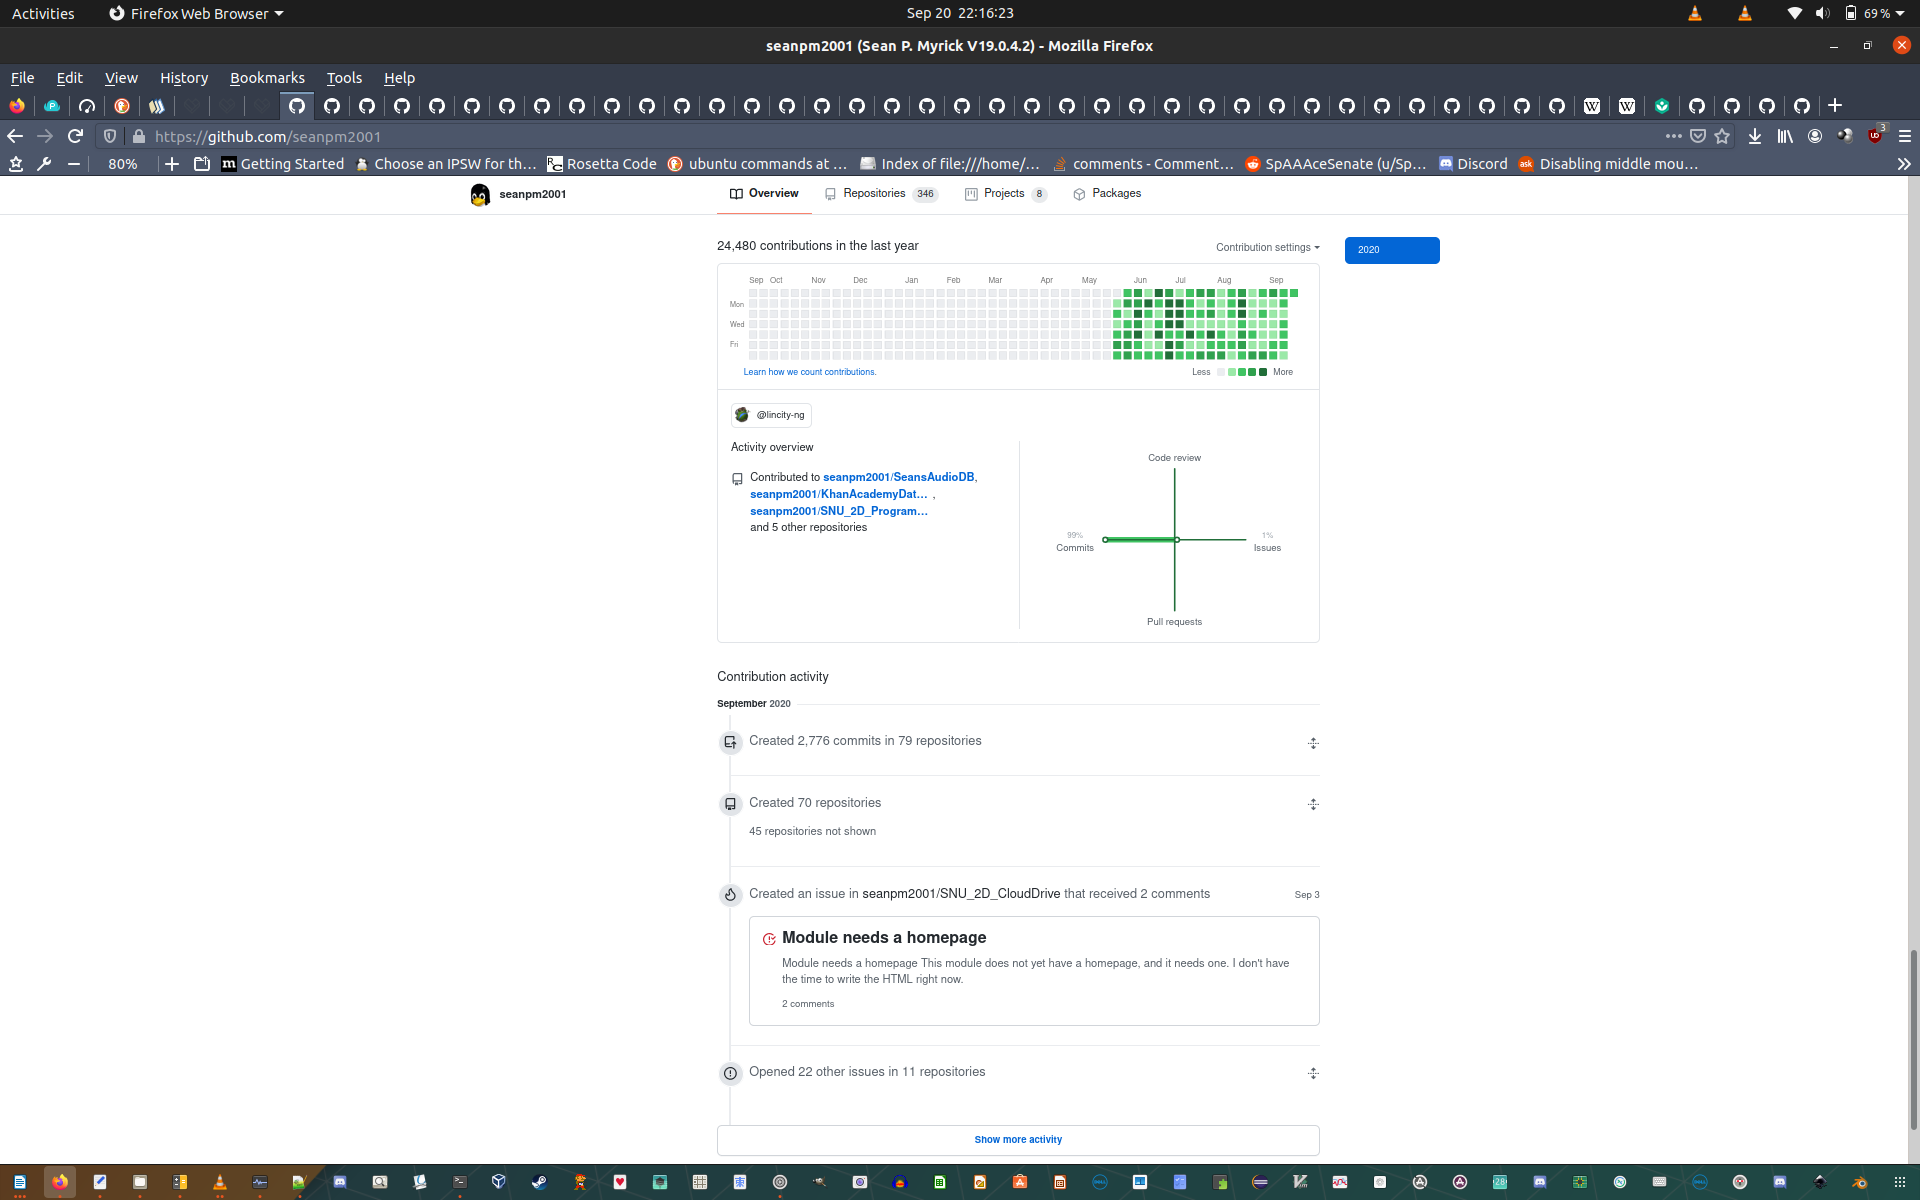 Activities Firefox Web Browser Sep 20 22:16:23 69 %
seanpm2001 (Sean P. Myrick V19.0.4.2) - Mozilla Firefox
File Edit View History Bookmarks Tools Help
https://github.com/seanpm2001 3
80% Getting Started Choose an IPSW for th… Rosetta Code ubuntu commands at … Index of file:///home/… comments - Comment… SpAAAceSenate (u/Sp… Discord Disabling middle mou…
seanpm2001 Overview Repositories 346 Projects 8 Packages
24,480 contributions in the last year Contribution settings 2020
Sep Oct Nov Dec Jan Feb Mar Apr May Jun Jul Aug Sep
Mon
Wed
Fri
Learn how we count contributions. Less More
@lincity-ng
Activity overview
Contributed to seanpm2001/SeansAudioDB,
seanpm2001/KhanAcademyDat… ,
seanpm2001/SNU_2D_Program…
and 5 other repositories
Code review
99% Commits
1% Issues
Pull requests
Contribution activity
September 2020
Created 2,776 commits in 79 repositories
Created 70 repositories
45 repositories not shown
Created an issue in seanpm2001/SNU_2D_CloudDrive that received 2 comments Sep 3
Module needs a homepage
Module needs a homepage This module does not yet have a homepage, and it needs one. I don't have
the time to write the HTML right now.
2 comments
Opened 22 other issues in 11 repositories
Show more activity